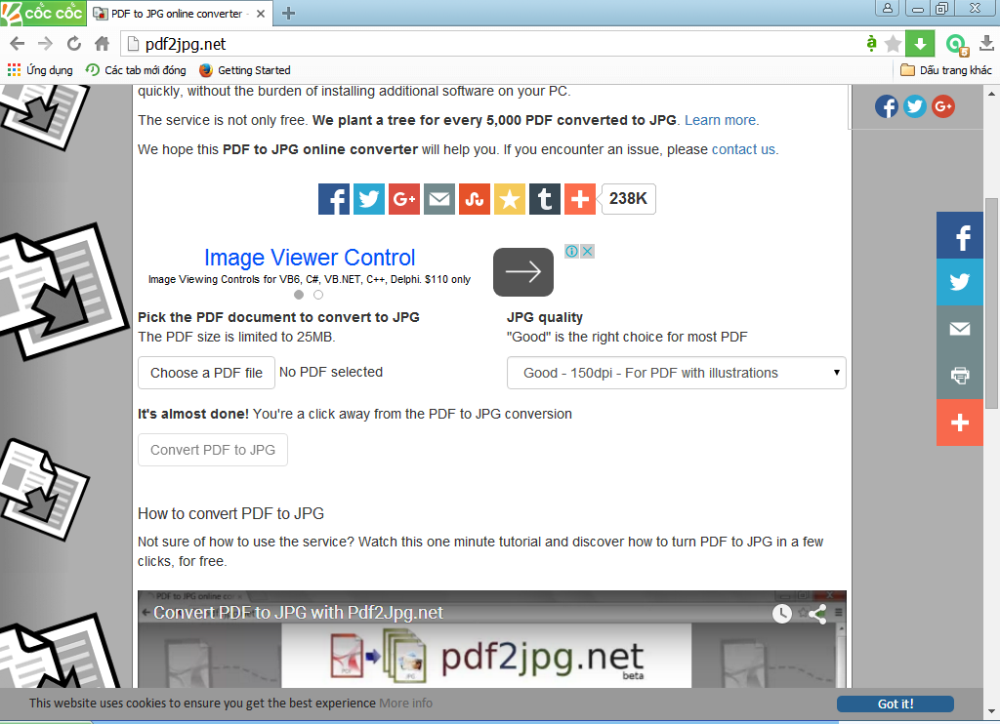 CỐC CỐC
PDF to JPG online converter
pdf2jpg.net
Ứng dụng
Các tab mới đóng
Getting Started
Dấu trang khác
quickly, without the burden of installing additional software on your PC.
The service is not only free. We plant a tree for every 5,000 PDF converted to JPG. Learn more.
We hope this PDF to JPG online converter will help you. If you encounter an issue, please contact us.
238K
Image Viewer Control
Image Viewing Controls for VB6, C#, VB.NET, C++, Delphi. $110 only
Pick the PDF document to convert to JPG
The PDF size is limited to 25MB.
JPG quality
"Good" is the right choice for most PDF
Choose a PDF file
No PDF selected
Good - 150dpi - For PDF with illustrations
It's almost done! You're a click away from the PDF to JPG conversion
Convert PDF to JPG
How to convert PDF to JPG
Not sure of how to use the service? Watch this one minute tutorial and discover how to turn PDF to JPG in a few
clicks, for free.
Convert PDF to JPG with Pdf2Jpg.net
pdf2jpg.net
beta
This website uses cookies to ensure you get the best experience More info
Got it!